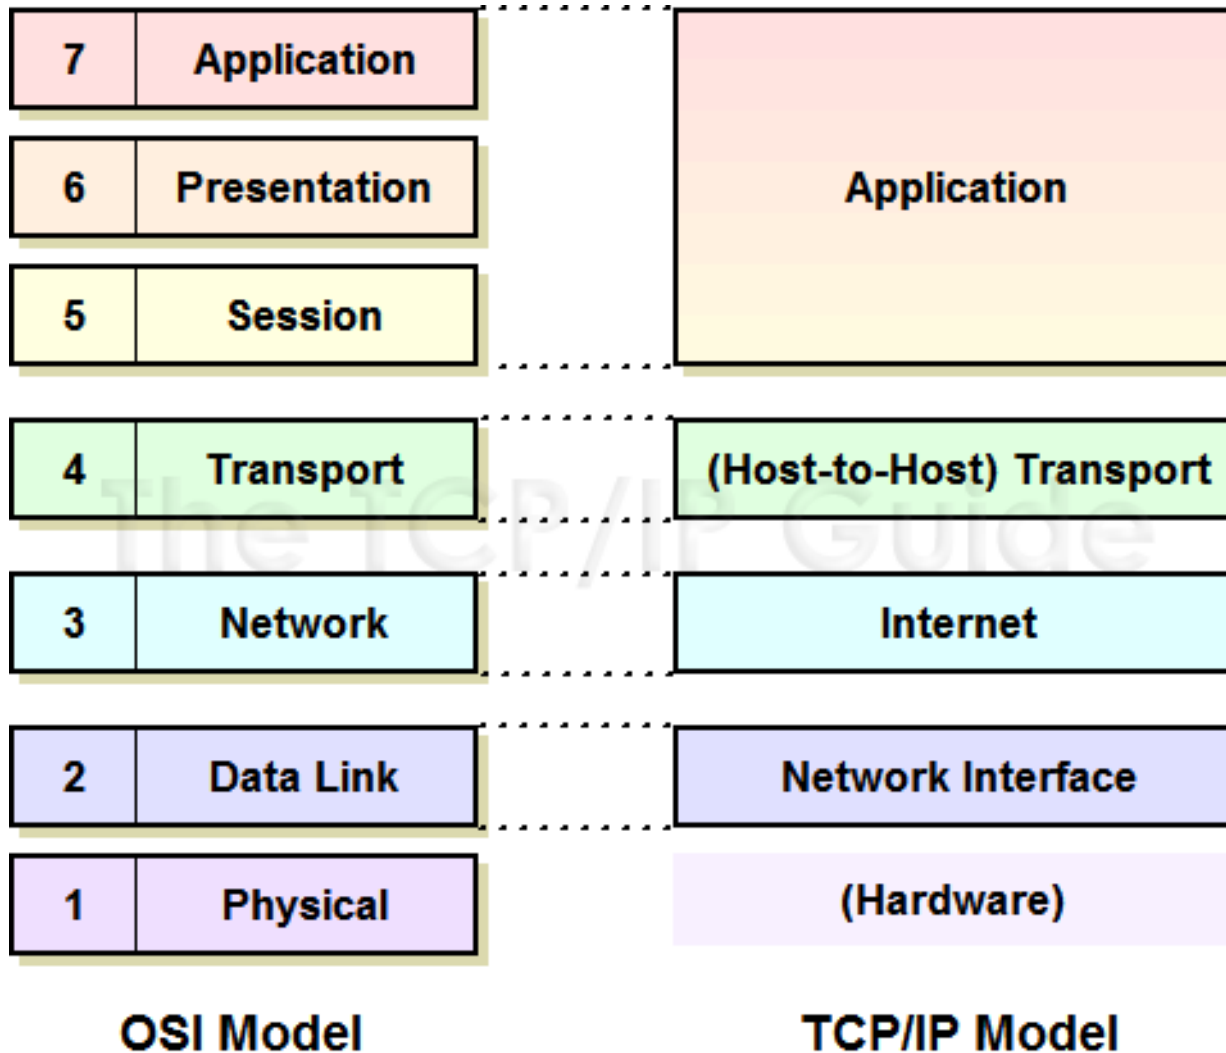 7 Application
6 Presentation
Application
5 Session
4 Transport
(Host-to-Host) Transport
The TCP/IP Guide
3 Network
Internet
2 Data Link
Network Interface
1 Physical
(Hardware)
OSI Model
TCP/IP Model